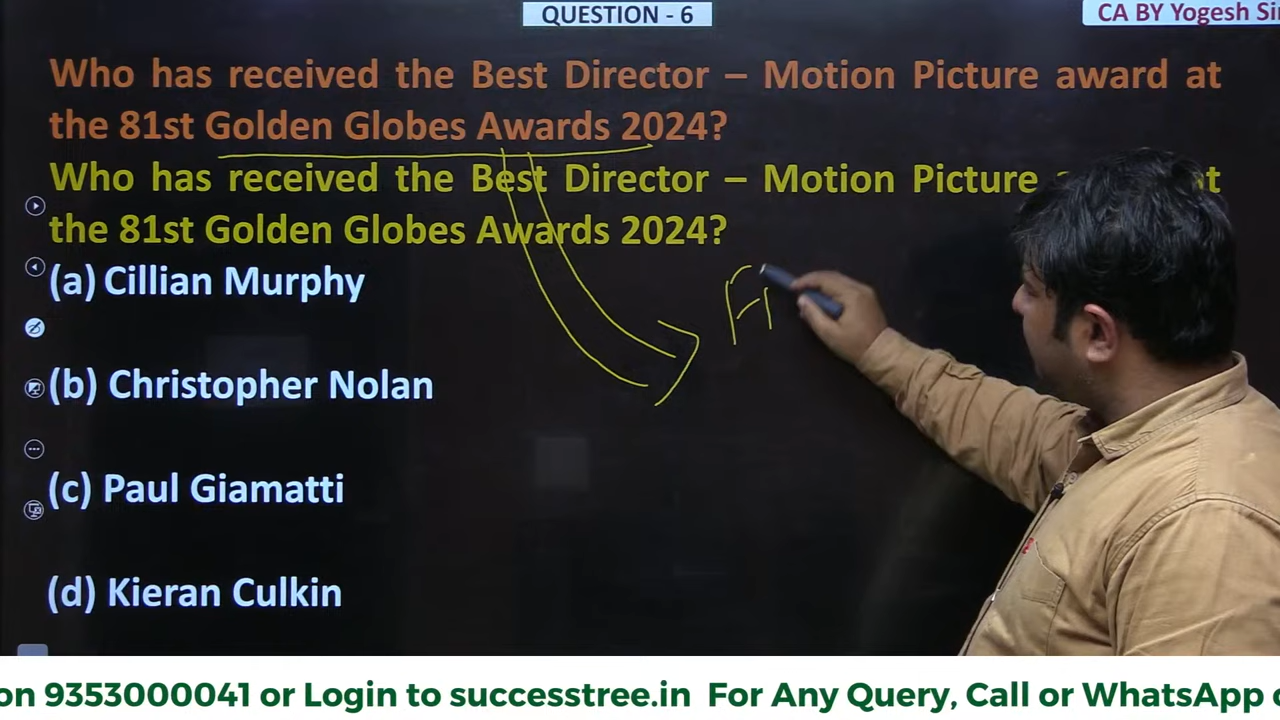 QUESTION - 6
CA BY Yogesh
Who has received the Best Director – Motion Picture award at
the 81st Golden Globes Awards 2024?
Who has received the Best Director – Motion Picture
the 81st Golden Globes Awards 2024?
(a) Cillian Murphy
(b) Christopher Nolan
(c) Paul Giamatti
(d) Kieran Culkin
on 9353000041 or Login to successtree.in For Any Query, Call or WhatsApp